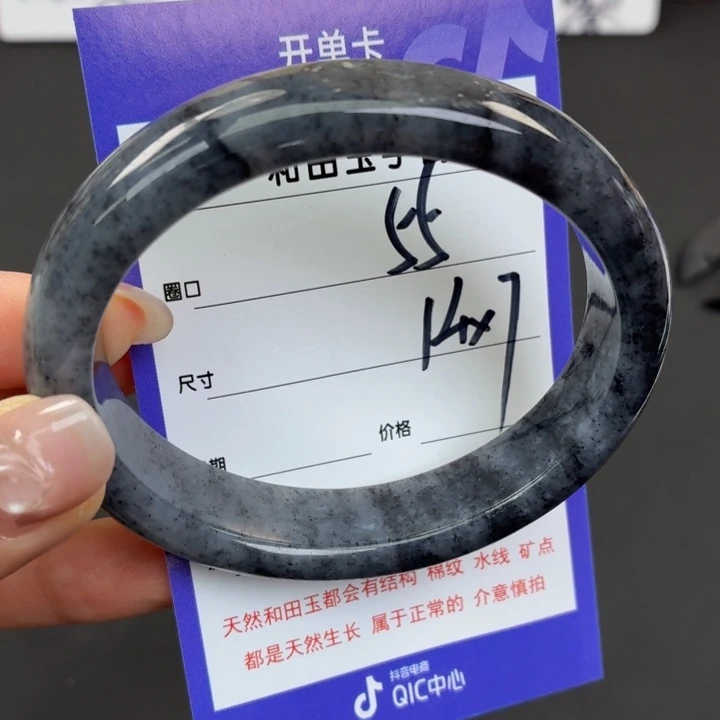 开单卡
和田玉手
55
圈口
14x7
尺寸
期
价格
天然和田玉都会有结构 棉纹 水线 矿点
都是天然生长 属于正常的 介意慎拍
抖音电商
QIC中心